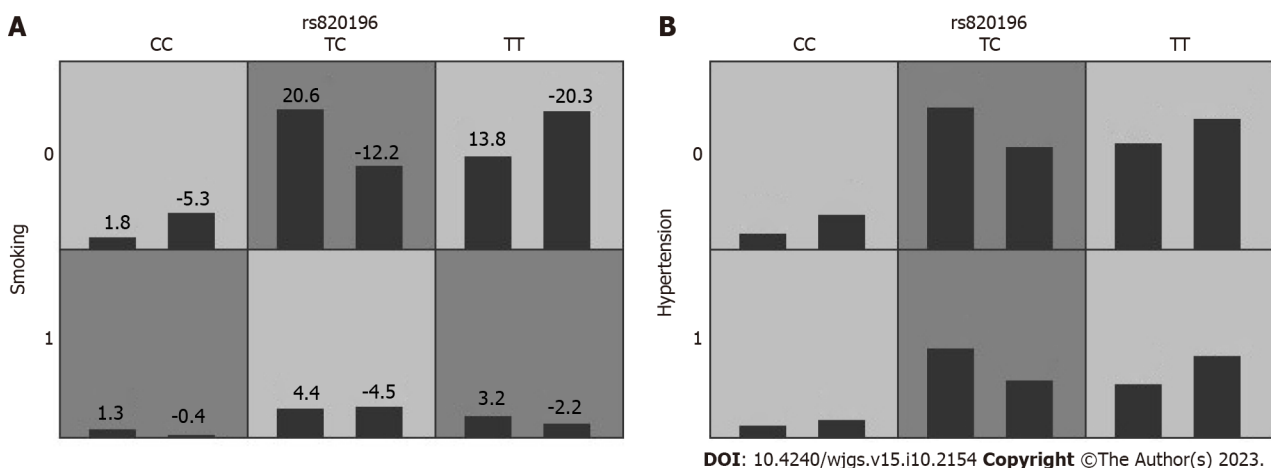 A
rs820196
CC TC TT
20.6
-20.3
13.8
-12.2
0
-5.3
1.8
Smoking
1
4.4 -4.5
3.2
1.3 -0.4
-2.2
B
rs820196
CC TC TT
0
Hypertension
1
DOI: 10.4240/wjgs.v15.i10.2154 Copyright ©The Author(s) 2023.